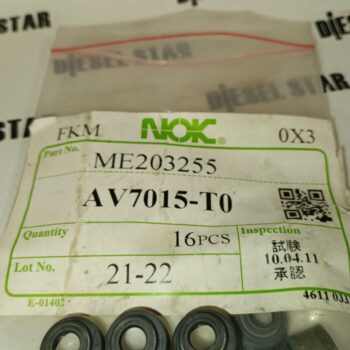 DIESEL STAR
DIESEL STAR
DIESEL STAR
FKM NOK® 0X3
Part No. ME203255
AV7015-T0
Quantity 16PCS
Inspection
試験
10.04.11
承認
Lot No. 21-22
E-01402
4611 033